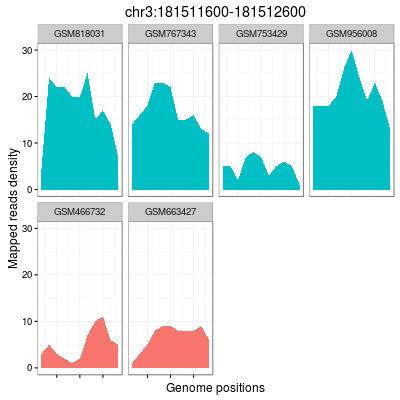 chr3:181511600-181512600
GSM818031 GSM767343 GSM753429 GSM956008
30
20
10
0
GSM466732 GSM663427
30
20
10
0
Mapped reads density
Genome positions